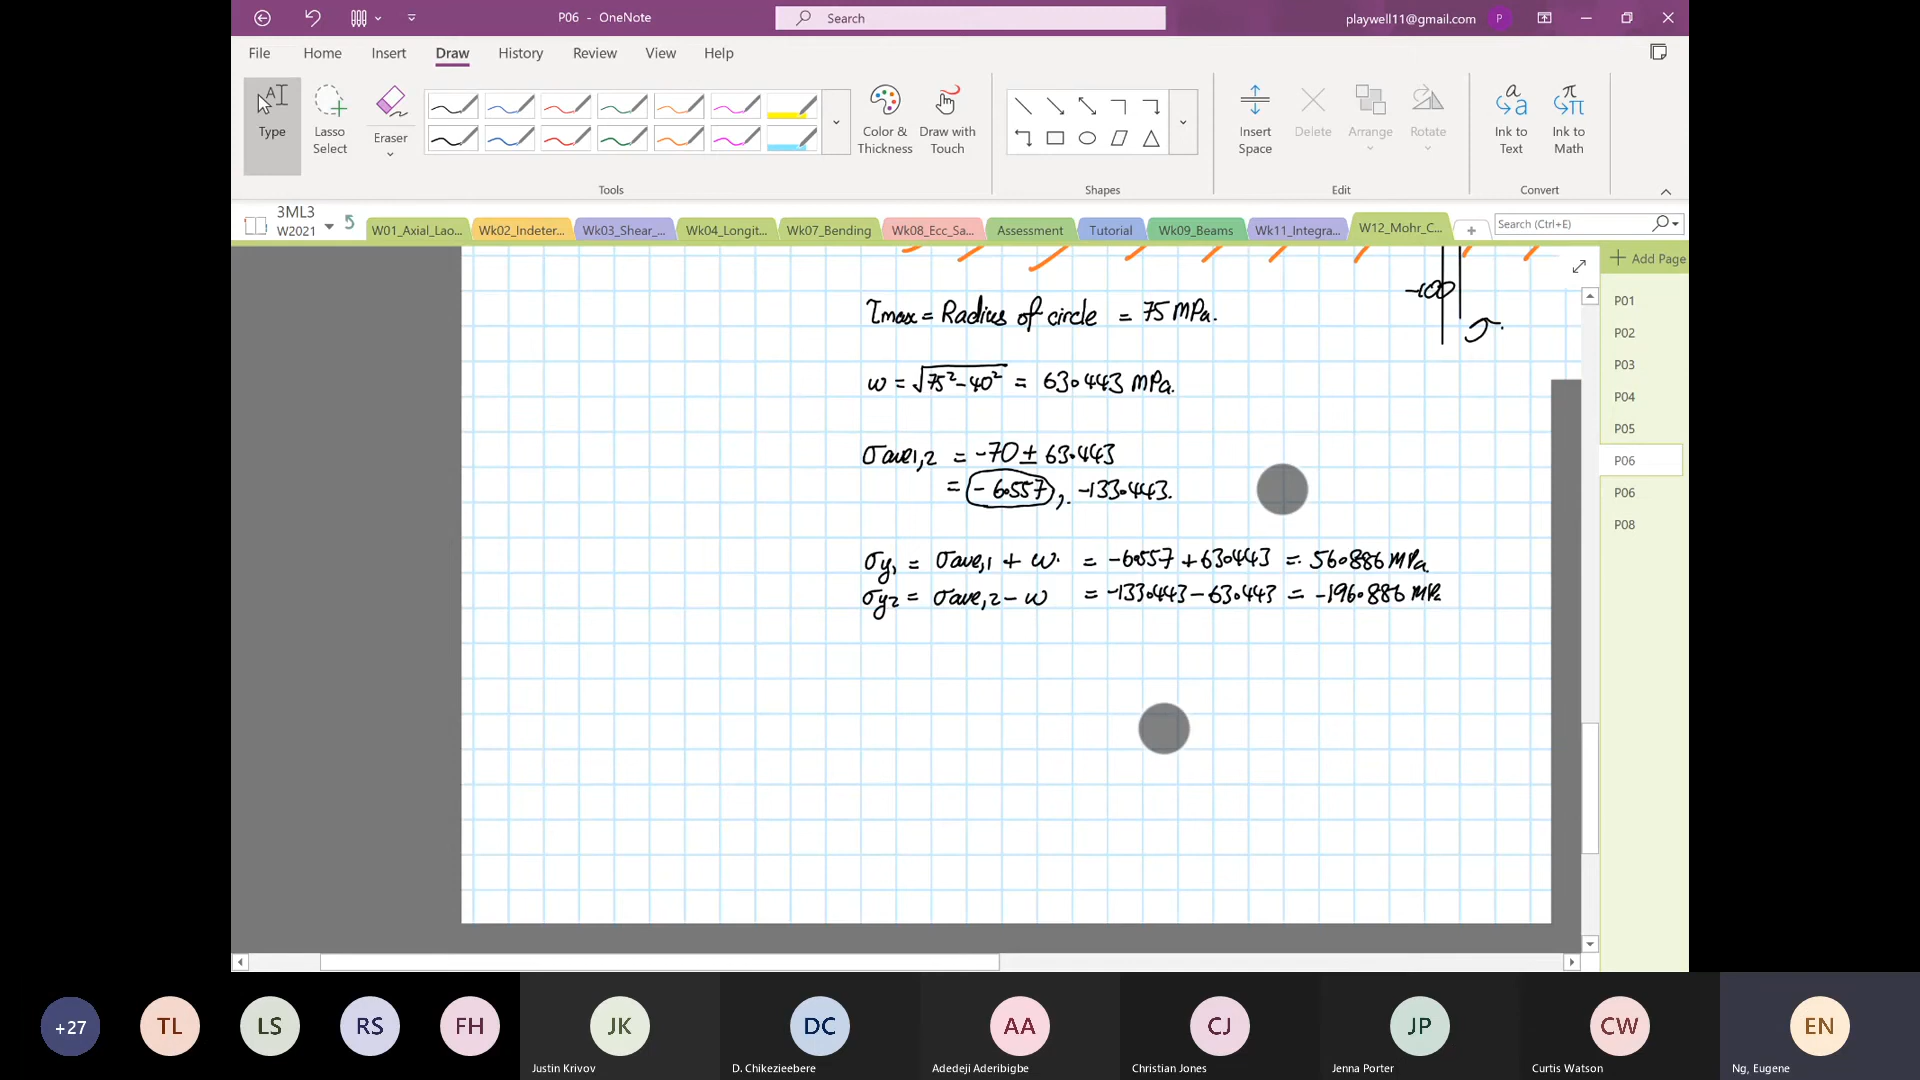 P06 - OneNote
Search
playwell11@gmail.com
P
File Home Insert Draw History Review View Help
Type
Lasso Select
Eraser
Color & Thickness
Draw with Touch
Insert Space
Delete
Arrange
Rotate
Ink to Text
Ink to Math
Tools
Shapes
Edit
Convert
3ML3 W2021
W01_Axial_Lao...
Wk02_Indeter...
Wk03_Shear_...
Wk04_Longit...
Wk07_Bending
Wk08_Ecc_Sa...
Assessment
Tutorial
Wk09_Beams
Wk11_Integra...
W12_Mohr_C...
Search (Ctrl+E)
Add Page
P01
P02
P03
P04
P05
P06
P06
P08
-100
τmax = Radius of circle = 75 MPa.
w = √75²-40² = 63.443 MPa.
σave1,2 = -70 ± 63.443
= -6.557, -133.443.
σy1 = σave,1 + w = -6.557 + 63.443 = 56.886 MPa
σy2 = σave,2 - w = -133.443 - 63.443 = -196.886 MPa
+27
TL
LS
RS
FH
JK
Justin Krivov
DC
D. Chikezieebere
AA
Adedeji Aderibigbe
CJ
Christian Jones
JP
Jenna Porter
CW
Curtis Watson
EN
Ng, Eugene